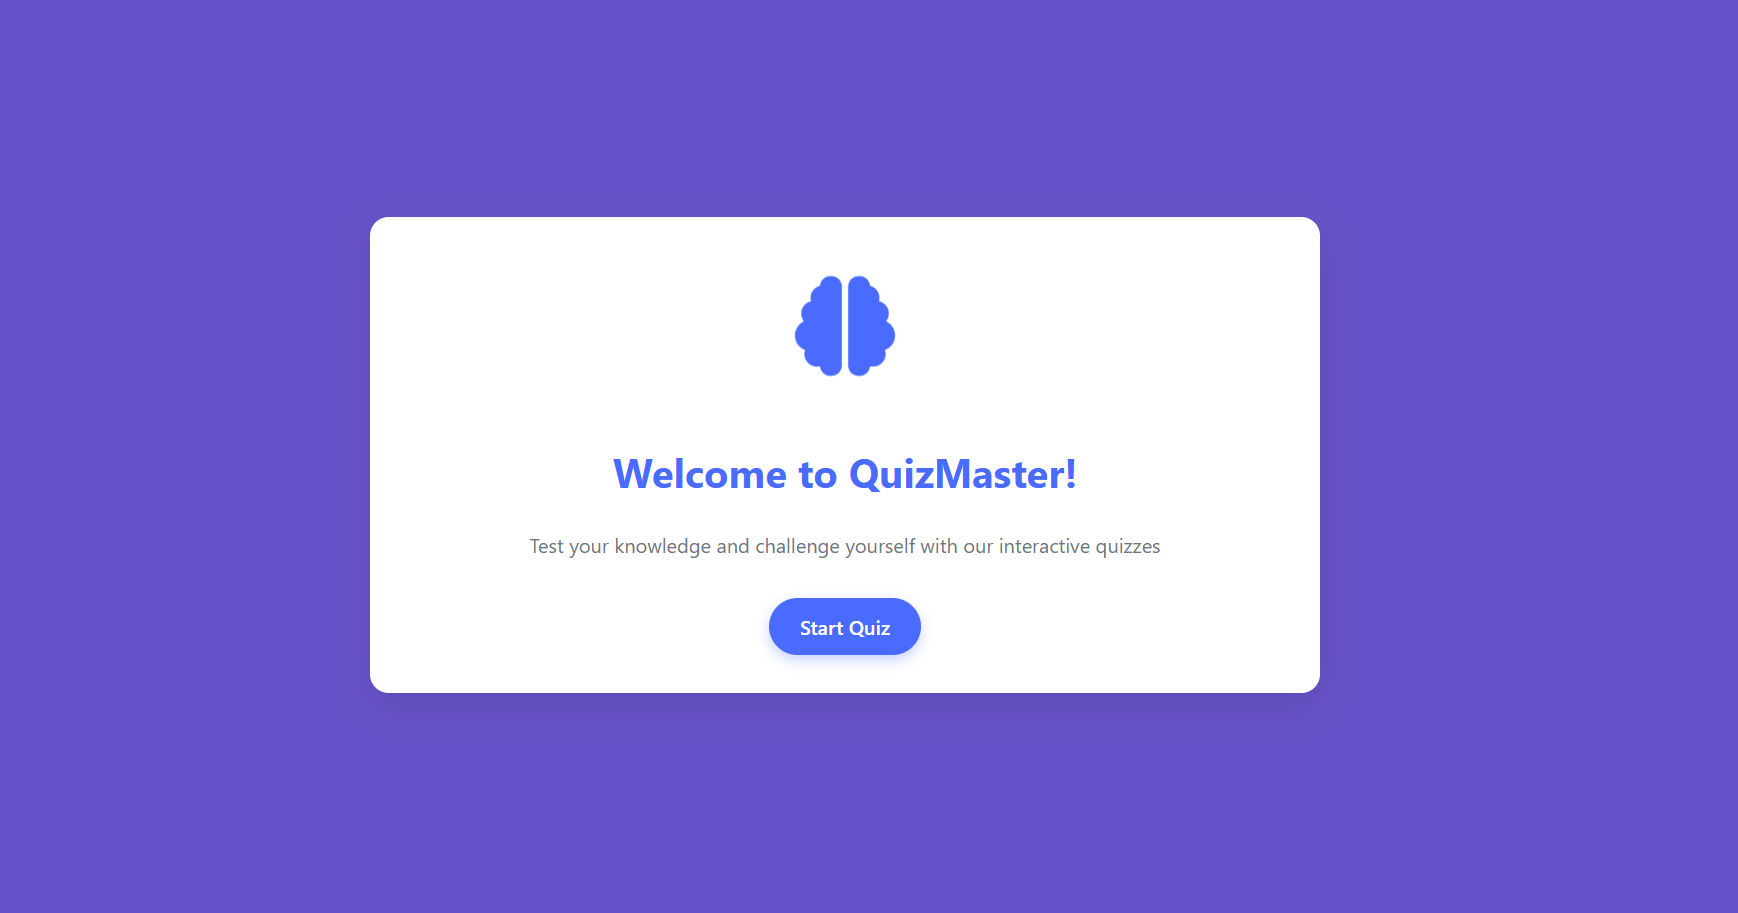 Welcome to QuizMaster!
Test your knowledge and challenge yourself with our interactive quizzes
Start Quiz